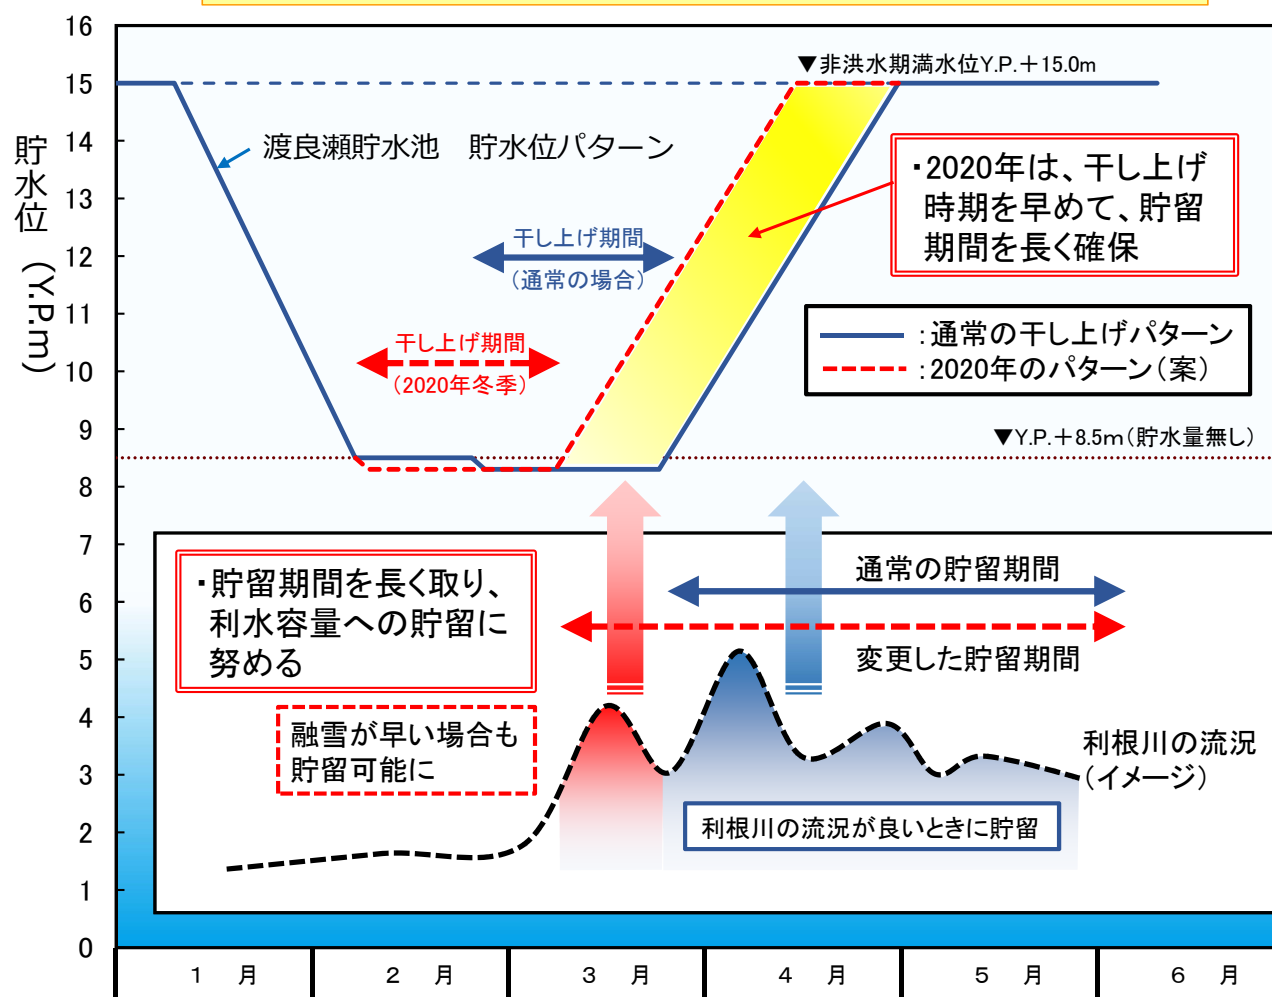 16
15
14
13
12
11
10
9
8
7
6
5
4
3
2
1
0
貯水位（Y.P.m）
▼非洪水期満水位Y.P.＋15.0m
渡良瀬貯水池　貯水位パターン
・2020年は、干し上げ
時期を早めて、貯留
期間を長く確保
干し上げ期間
(通常の場合)
干し上げ期間
(2020年冬季)
：通常の干し上げパターン
：2020年のパターン（案）
▼Y.P.＋8.5m（貯水量無し）
・貯留期間を長く取り、
利水容量への貯留に
努める
通常の貯留期間
変更した貯留期間
融雪が早い場合も
貯留可能に
利根川の流況
（イメージ）
利根川の流況が良いときに貯留
1　月
2　月
3　月
4　月
5　月
6　月